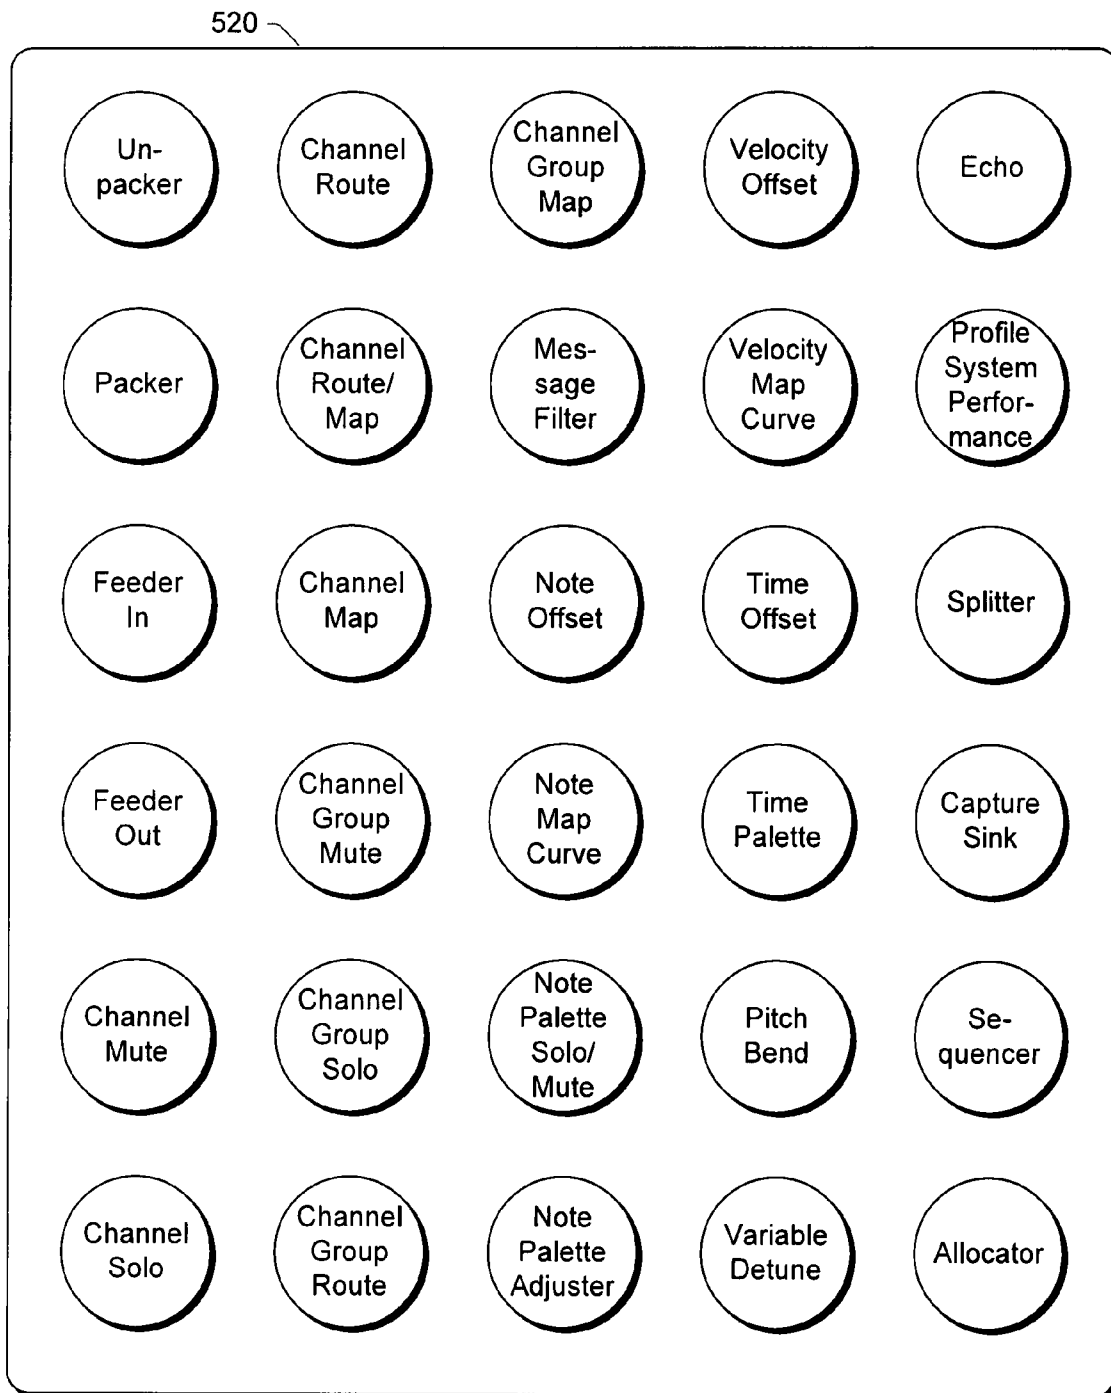 520
Un-
packer
Channel
Route
Channel
Group
Map
Velocity
Offset
Echo
Packer
Channel
Route/
Map
Mes-
sage
Filter
Velocity
Map
Curve
Profile
System
Perfor-
mance
Feeder
In
Channel
Map
Note
Offset
Time
Offset
Splitter
Feeder
Out
Channel
Group
Mute
Note
Map
Curve
Time
Palette
Capture
Sink
Channel
Mute
Channel
Group
Solo
Note
Palette
Solo/
Mute
Pitch
Bend
Se-
quencer
Channel
Solo
Channel
Group
Route
Note
Palette
Adjuster
Variable
Detune
Allocator